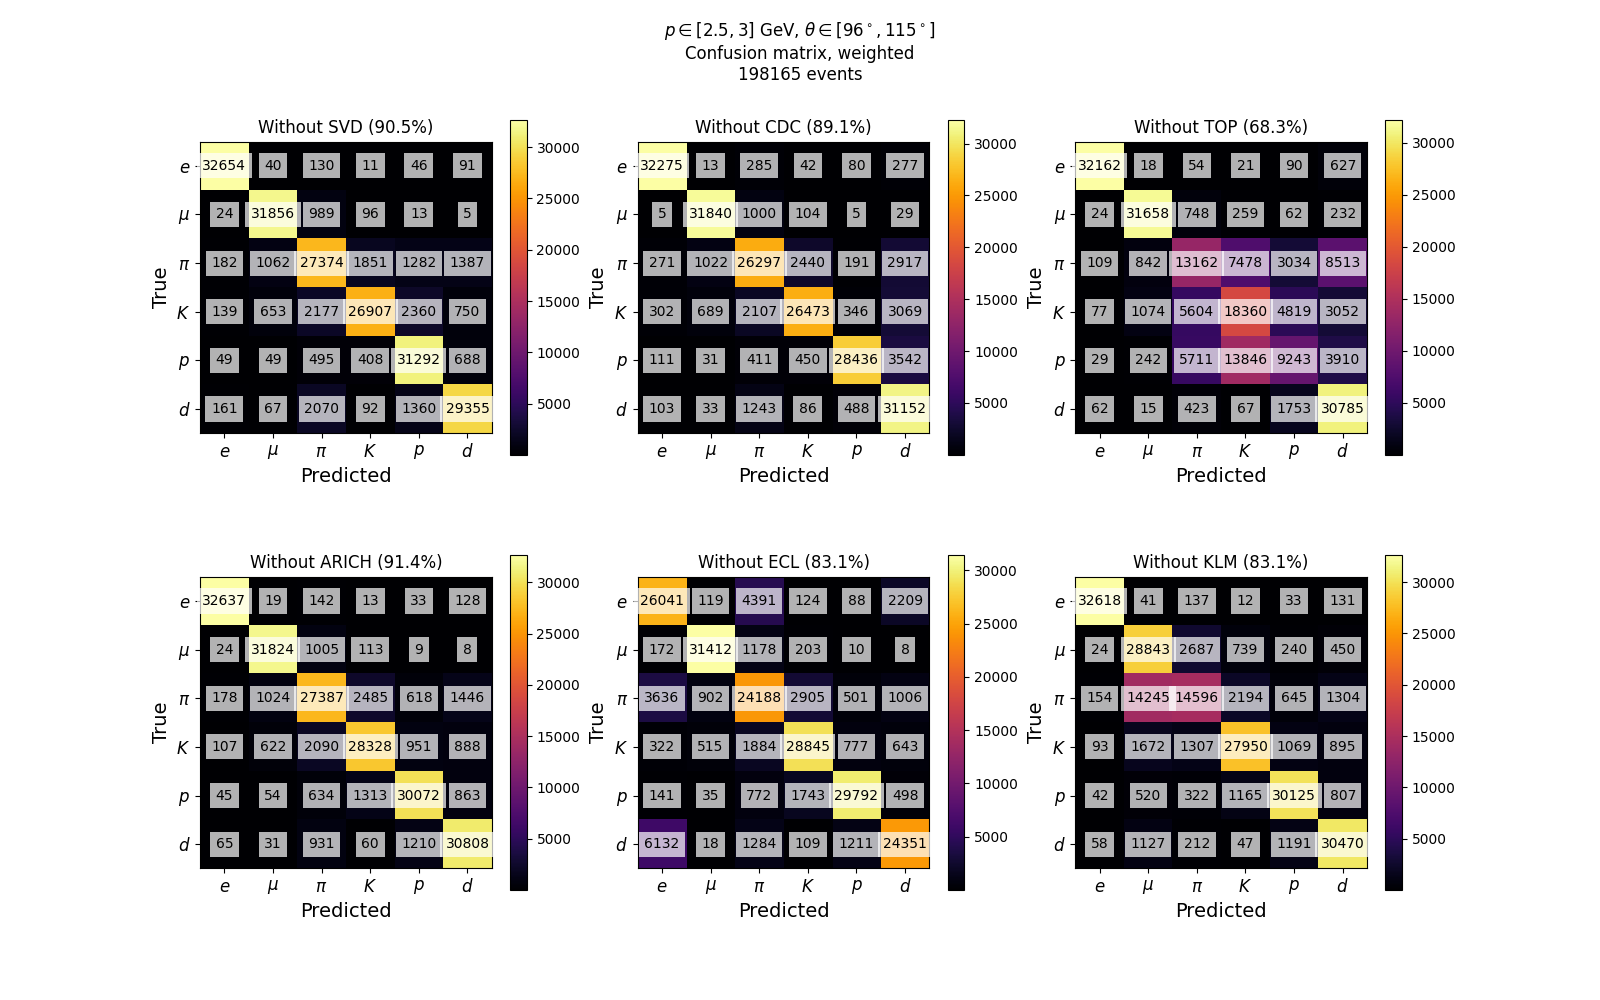 p ∈ [2.5, 3] GeV, θ ∈ [96°, 115°]
Confusion matrix, weighted
198165 events
Without SVD (90.5%)
e 32654 40 130 11 46 91
μ 24 31856 989 96 13 5
π 182 1062 27374 1851 1282 1387
K 139 653 2177 26907 2360 750
p 49 49 495 408 31292 688
d 161 67 2070 92 1360 29355
e μ π K p d
Predicted
True
30000
25000
20000
15000
10000
5000
Without CDC (89.1%)
e 32275 13 285 42 80 277
μ 5 31840 1000 104 5 29
π 271 1022 26297 2440 191 2917
K 302 689 2107 26473 346 3069
p 111 31 411 450 28436 3542
d 103 33 1243 86 488 31152
e μ π K p d
Predicted
True
30000
25000
20000
15000
10000
5000
Without TOP (68.3%)
e 32162 18 54 21 90 627
μ 24 31658 748 259 62 232
π 109 842 13162 7478 3034 8513
K 77 1074 5604 18360 4819 3052
p 29 242 5711 13846 9243 3910
d 62 15 423 67 1753 30785
e μ π K p d
Predicted
True
30000
25000
20000
15000
10000
5000
Without ARICH (91.4%)
e 32637 19 142 13 33 128
μ 24 31824 1005 113 9 8
π 178 1024 27387 2485 618 1446
K 107 622 2090 28328 951 888
p 45 54 634 1313 30072 863
d 65 31 931 60 1210 30808
e μ π K p d
Predicted
True
30000
25000
20000
15000
10000
5000
Without ECL (83.1%)
e 26041 119 4391 124 88 2209
μ 172 31412 1178 203 10 8
π 3636 902 24188 2905 501 1006
K 322 515 1884 28845 777 643
p 141 35 772 1743 29792 498
d 6132 18 1284 109 1211 24351
e μ π K p d
Predicted
True
30000
25000
20000
15000
10000
5000
Without KLM (83.1%)
e 32618 41 137 12 33 131
μ 24 28843 2687 739 240 450
π 154 14245 14596 2194 645 1304
K 93 1672 1307 27950 1069 895
p 42 520 322 1165 30125 807
d 58 1127 212 47 1191 30470
e μ π K p d
Predicted
True
30000
25000
20000
15000
10000
5000